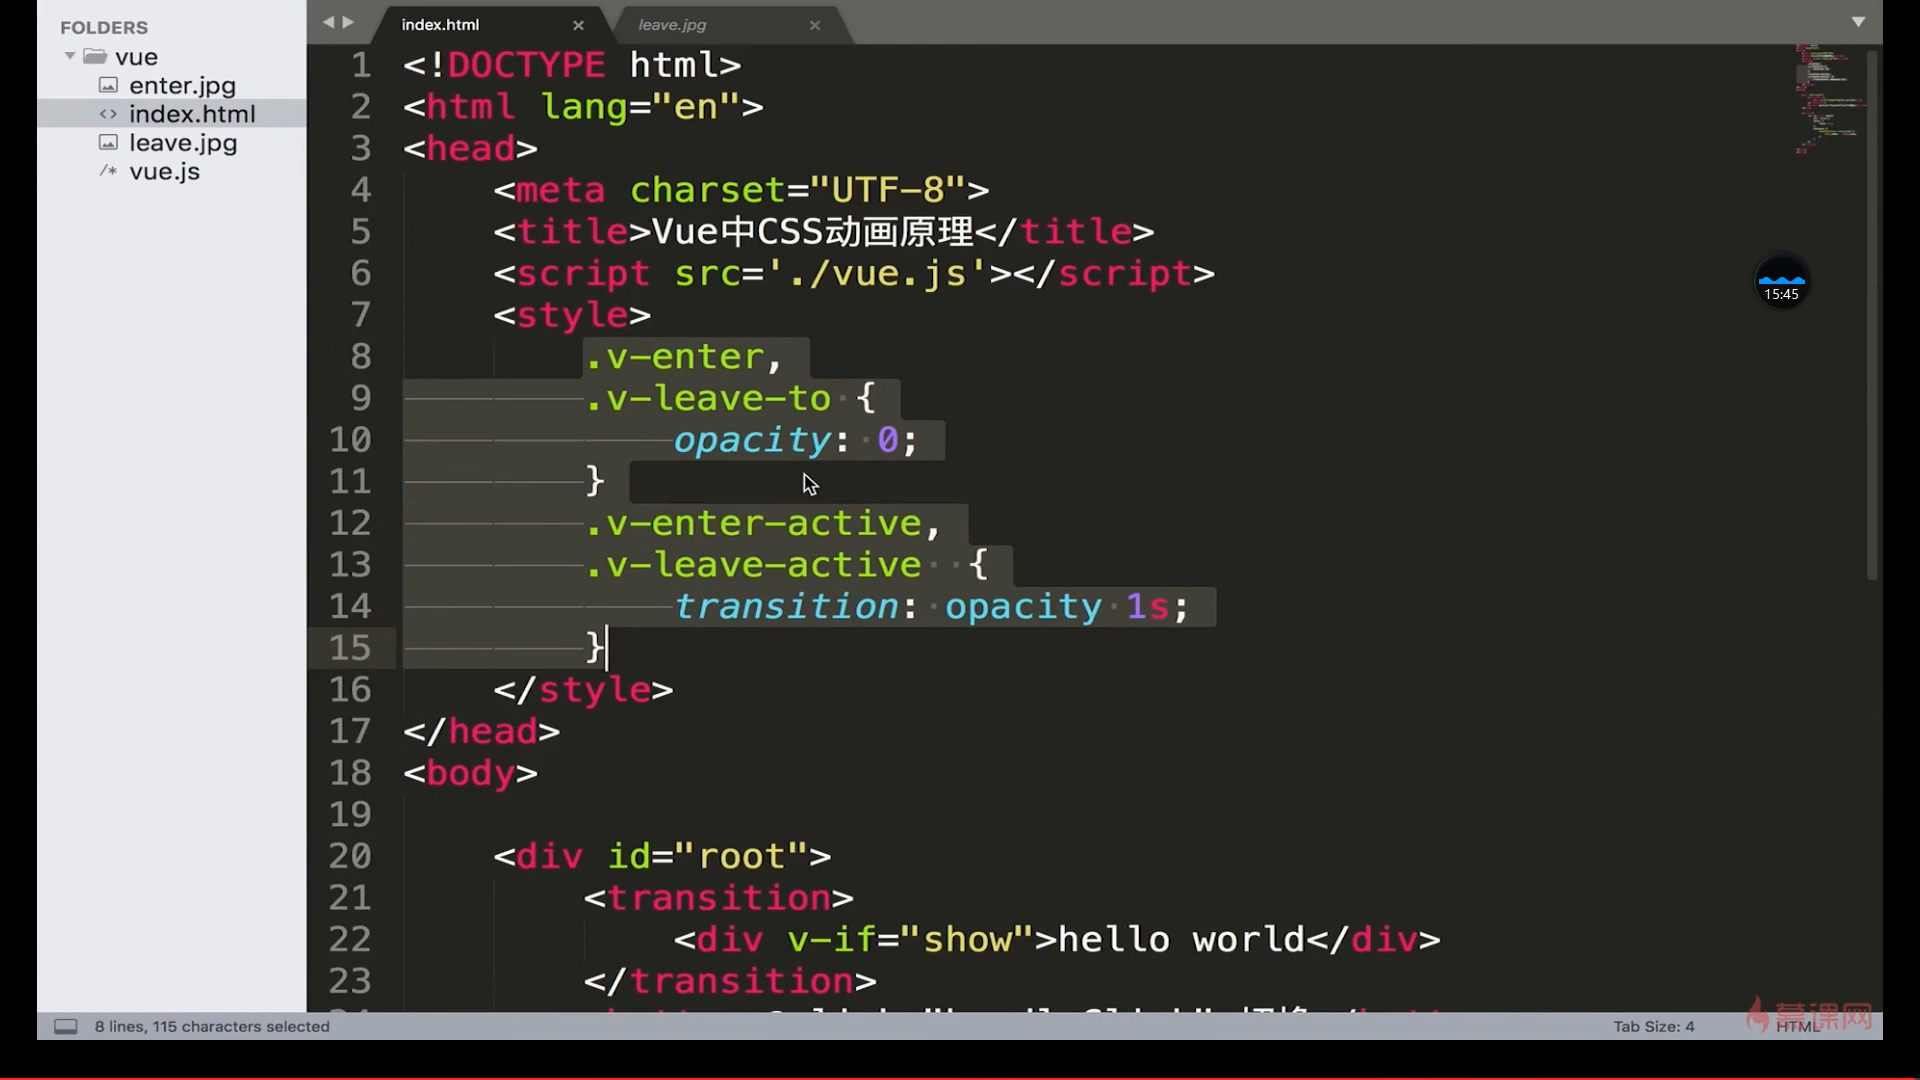 FOLDERS
vue
enter.jpg
index.html
leave.jpg
vue.js
index.html
leave.jpg
1 <!DOCTYPE html>
2 <html lang="en">
3 <head>
4 <meta charset="UTF-8">
5 <title>Vue中CSS动画原理</title>
6 <script src='./vue.js'></script>
7 <style>
8 .v-enter,
9 .v-leave-to {
10 opacity: 0;
11 }
12 .v-enter-active,
13 .v-leave-active {
14 transition: opacity 1s;
15 }
16 </style>
17 </head>
18 <body>
19
20 <div id="root">
21 <transition>
22 <div v-if="show">hello world</div>
23 </transition>
15:45
8 lines, 115 characters selected
Tab Size: 4
HTML
慕课网